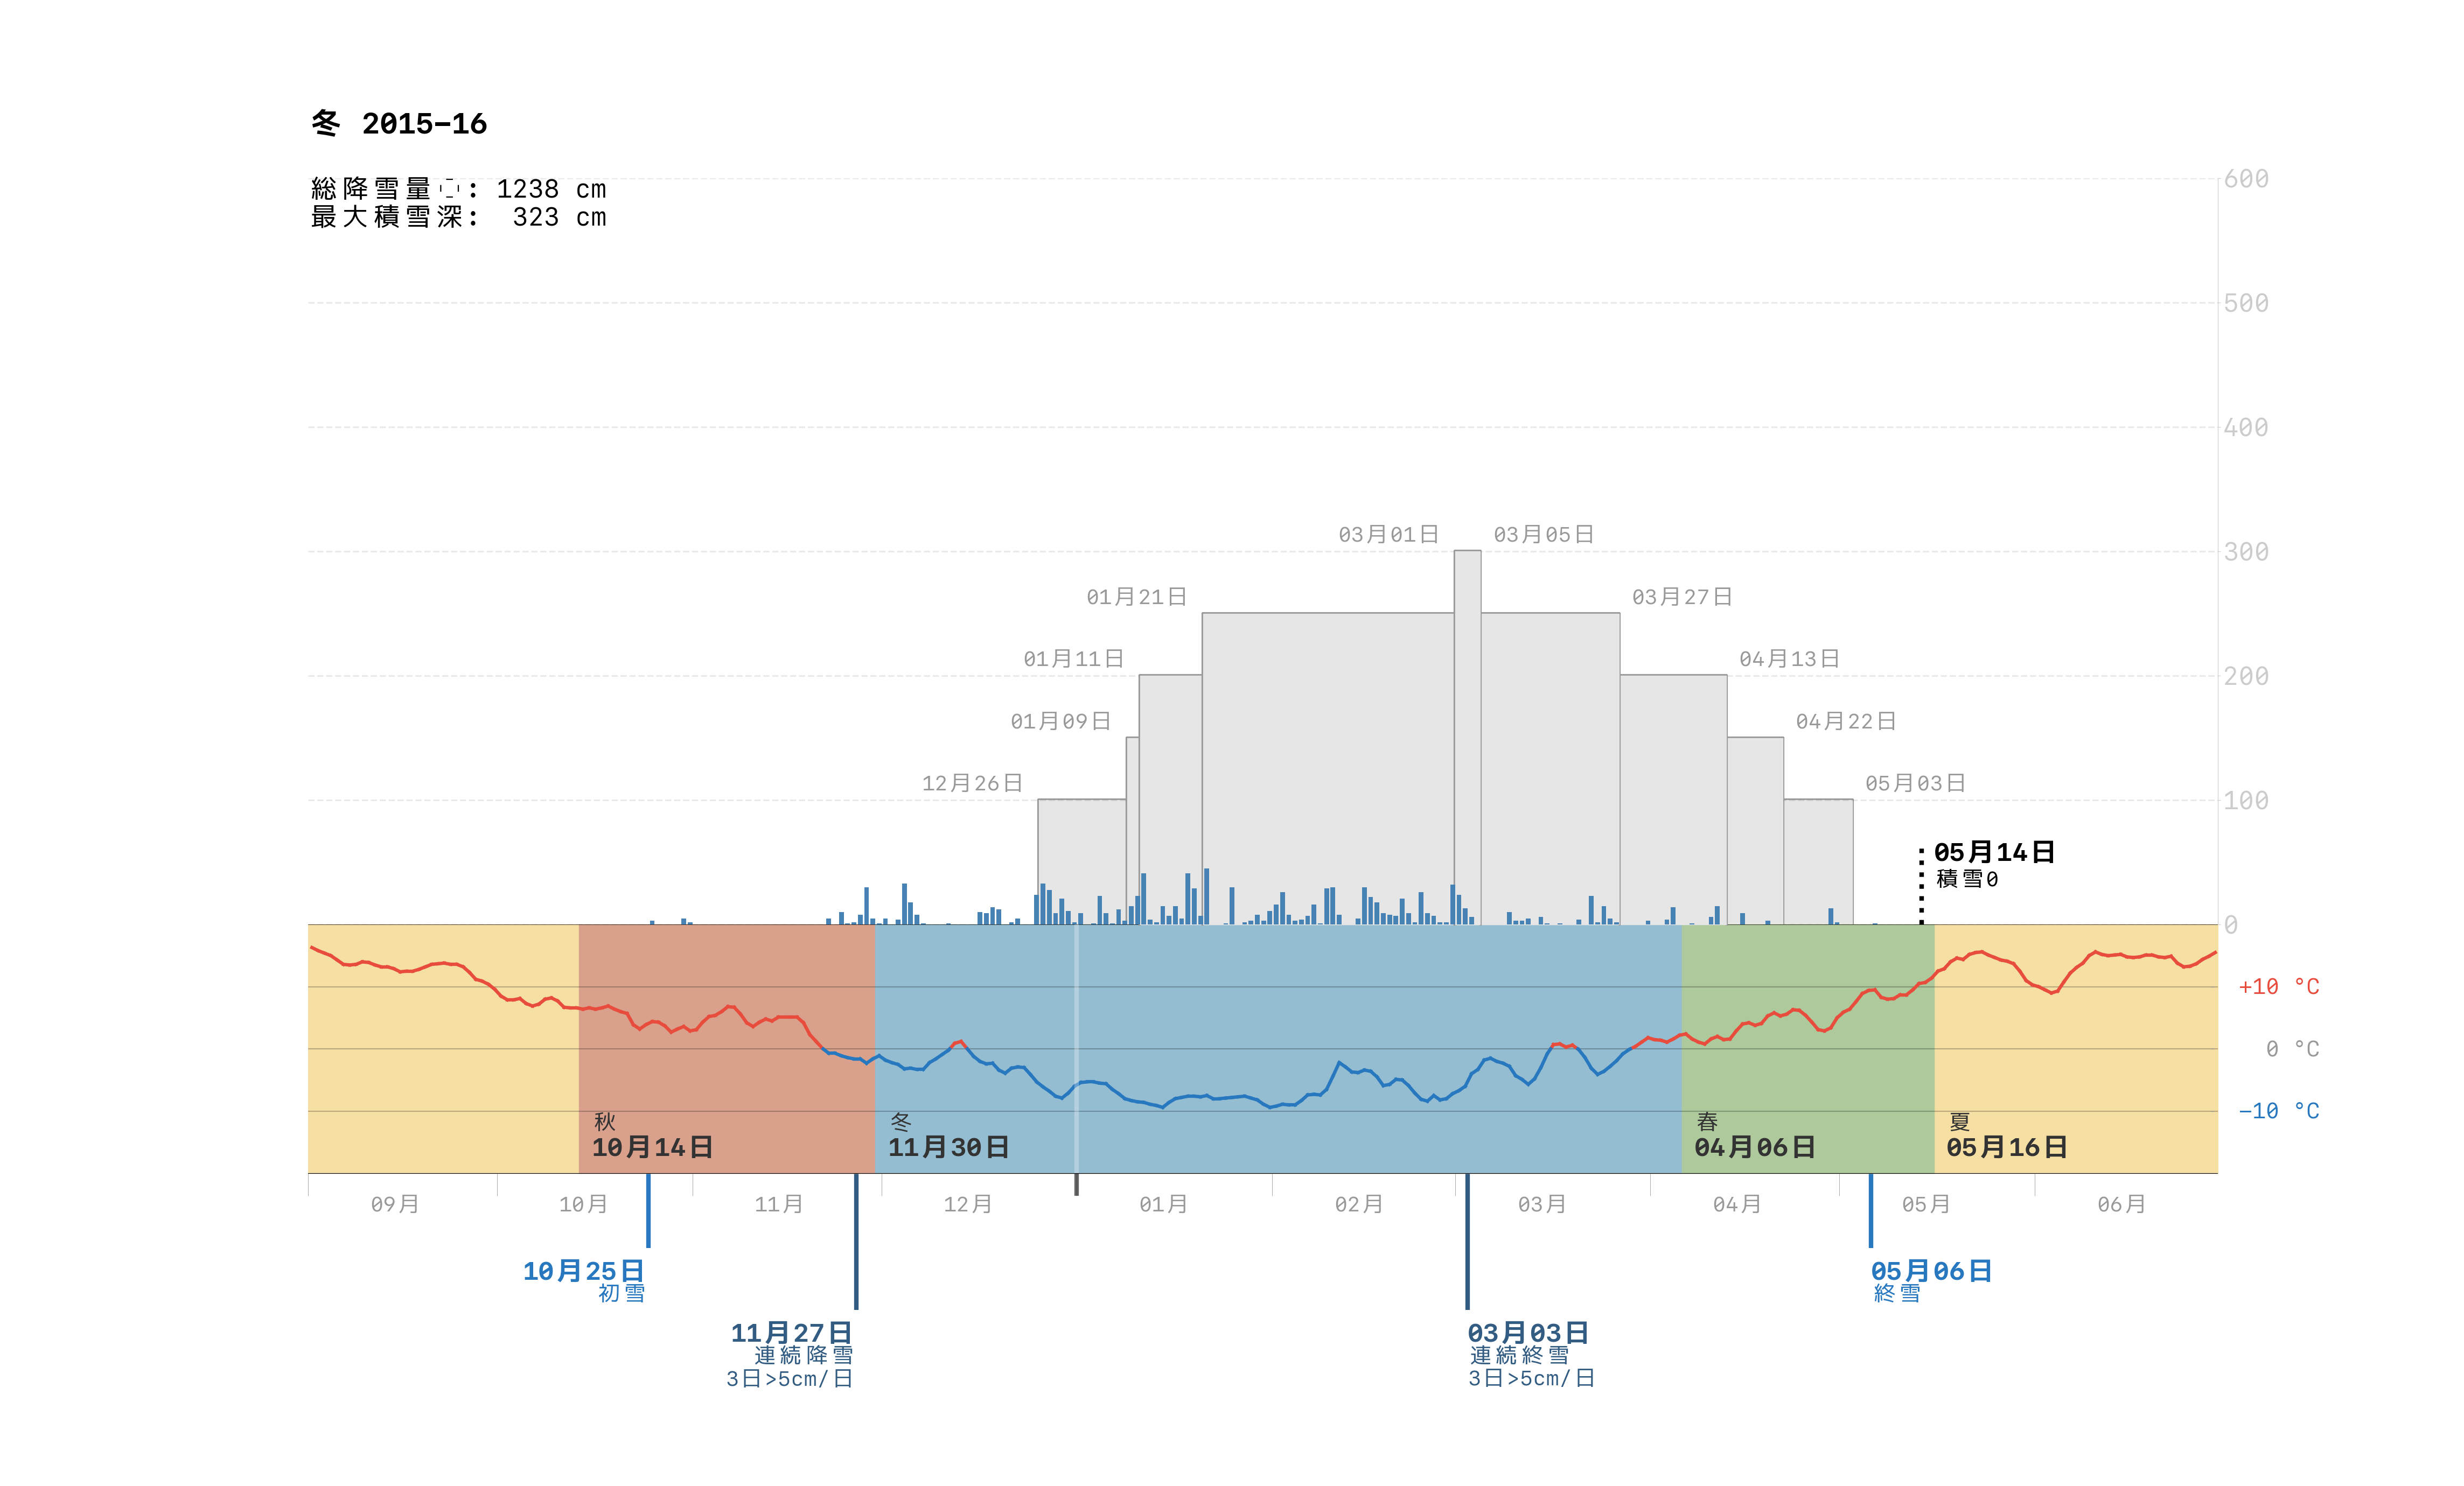 冬 2015–16
総降雪量◌: 1238 cm
最大積雪深: 323 cm
600
500
400
300
200
100
0
03月01日
03月05日
01月21日
03月27日
01月11日
04月13日
01月09日
04月22日
12月26日
05月03日
05月14日
積雪0
+10 °C
0 °C
−10 °C
秋
10月14日
冬
11月30日
春
04月06日
夏
05月16日
09月
10月
11月
12月
01月
02月
03月
04月
05月
06月
10月25日
初雪
05月06日
終雪
11月27日
連続降雪
3日>5cm/日
03月03日
連続終雪
3日>5cm/日